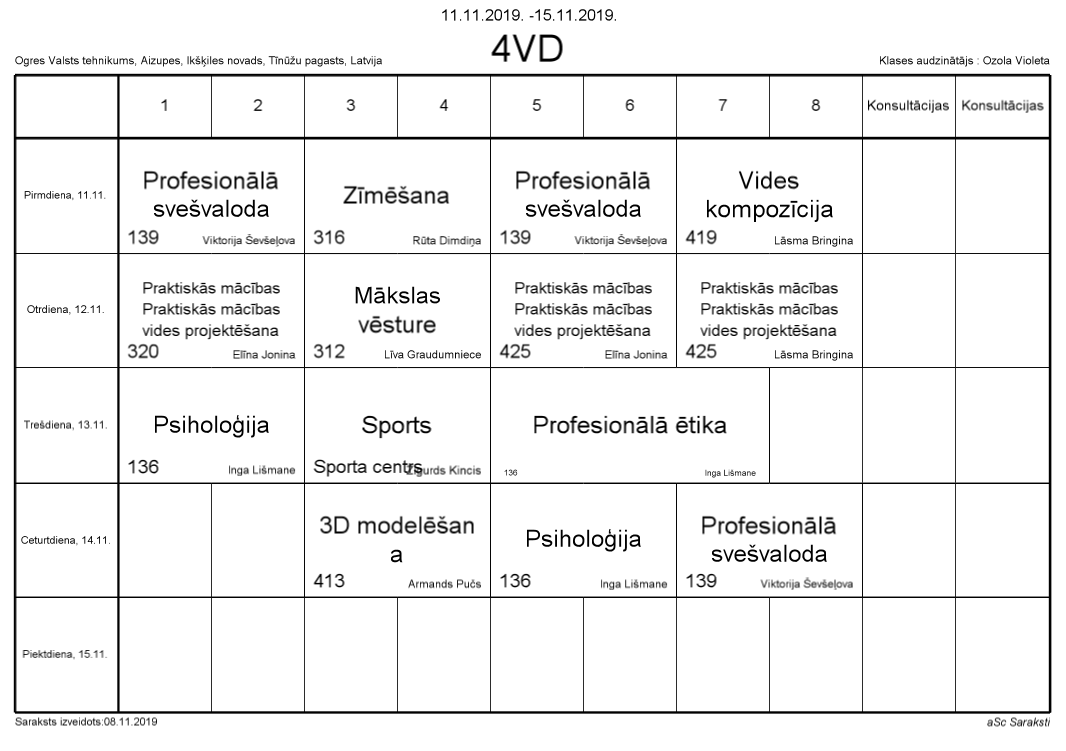 11.11.2019. -15.11.2019.
4VD
Ogres Valsts tehnikums, Aizupes, Ikšķiles novads, Tīnūžu pagasts, Latvija
Klases audzinātājs : Ozola Violeta
1 2 3 4 5 6 7 8 Konsultācijas Konsultācijas
Pirmdiena, 11.11.
Profesionālā
svešvaloda
139 Viktorija Ševšeļova
Zīmēšana
316 Rūta Dimdiņa
Profesionālā
svešvaloda
139 Viktorija Ševšeļova
Vides
kompozīcija
419 Lāsma Bringina
Otrdiena, 12.11.
Praktiskās mācības
Praktiskās mācības
vides projektēšana
320 Elīna Jonina
Mākslas
vēsture
312 Līva Graudumniece
Praktiskās mācības
Praktiskās mācības
vides projektēšana
425 Elīna Jonina
Praktiskās mācības
Praktiskās mācības
vides projektēšana
425 Lāsma Bringina
Trešdiena, 13.11.
Psiholoģija
136 Inga Lišmane
Sports
Sporta centrs Zigurds Kincis
Profesionālā ētika
136 Inga Lišmane
Ceturtdiena, 14.11.
3D modelēšan
a
413 Armands Pučs
Psiholoģija
136 Inga Lišmane
Profesionālā
svešvaloda
139 Viktorija Ševšeļova
Piektdiena, 15.11.
Saraksts izveidots:08.11.2019
aSc Saraksti